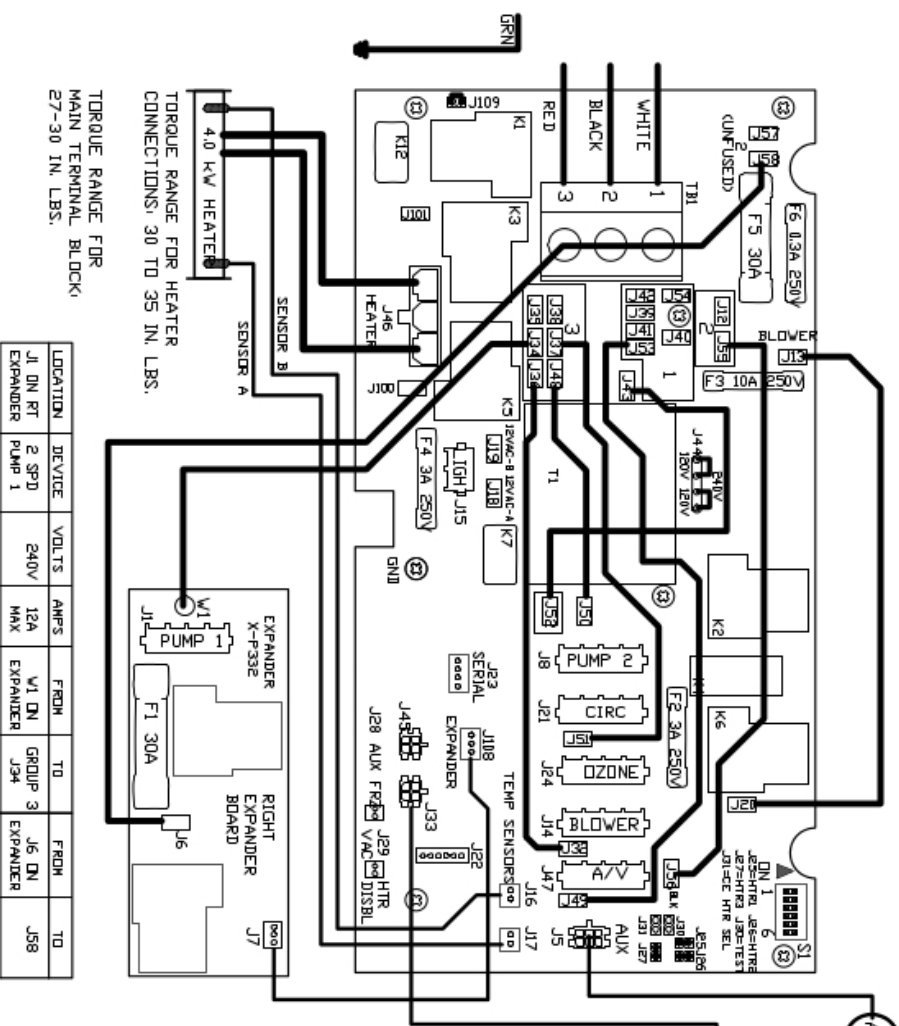 GRN
RED
BLACK
WHITE
TB1
3
2
1
J109
K1
K12
J101
K3
(UNFUSED)
2
J57
J58
F5 30A
F6 0.3A 250V
4.0 kW HEATER
TORQUE RANGE FOR HEATER
CONNECTIONS: 30 TO 35 IN. LBS.
TORQUE RANGE FOR
MAIN TERMINAL BLOCK:
27-30 IN. LBS.
SENSOR B
SENSOR A
J46
HEATER
J100
K5
J35
J38
3
J34
J37
J36
J48
J42
J54
J39
J41
J53
J40
J12
2
J55
1
J43
BLOWER
J13
F3 10A 250V
F4 3A 250V
LIGHT
J15
12VAC-B
12VAC-A
J19
J18
K7
T1
J44
240V
120V
120V
GND
J52
J50
K2
K6
J8
PUMP 2
J21
CIRC
J51
F2 3A 250V
J24
OZONE
J14
BLOWER
J32
J47
A/V
J49
J20
J56
BLK
J23
SERIAL
J108
EXPANDER
J45
J33
J28 AUX FRZ
J29
VAC
HTR
DISBL
J22
TEMP SENSORS
J16
J17
J5
AUX
ON 1
6
S1
J25=HTR1 J26=HTR2
J27=HTR3 J30=TEST
J31=CE HTR SEL
J30
J31
J25
J26
J27
W1
J1
PUMP 1
EXPANDER
X-P332
F1 30A
RIGHT
EXPANDER
BOARD
J6
J7
LOCATION DEVICE VOLTS AMPS FROM TO FROM TO
J1 ON RT 2 SPD 240V 12A W1 ON GROUP 3 J6 ON J58
EXPANDER PUMP 1 MAX EXPANDER J34 EXPANDER